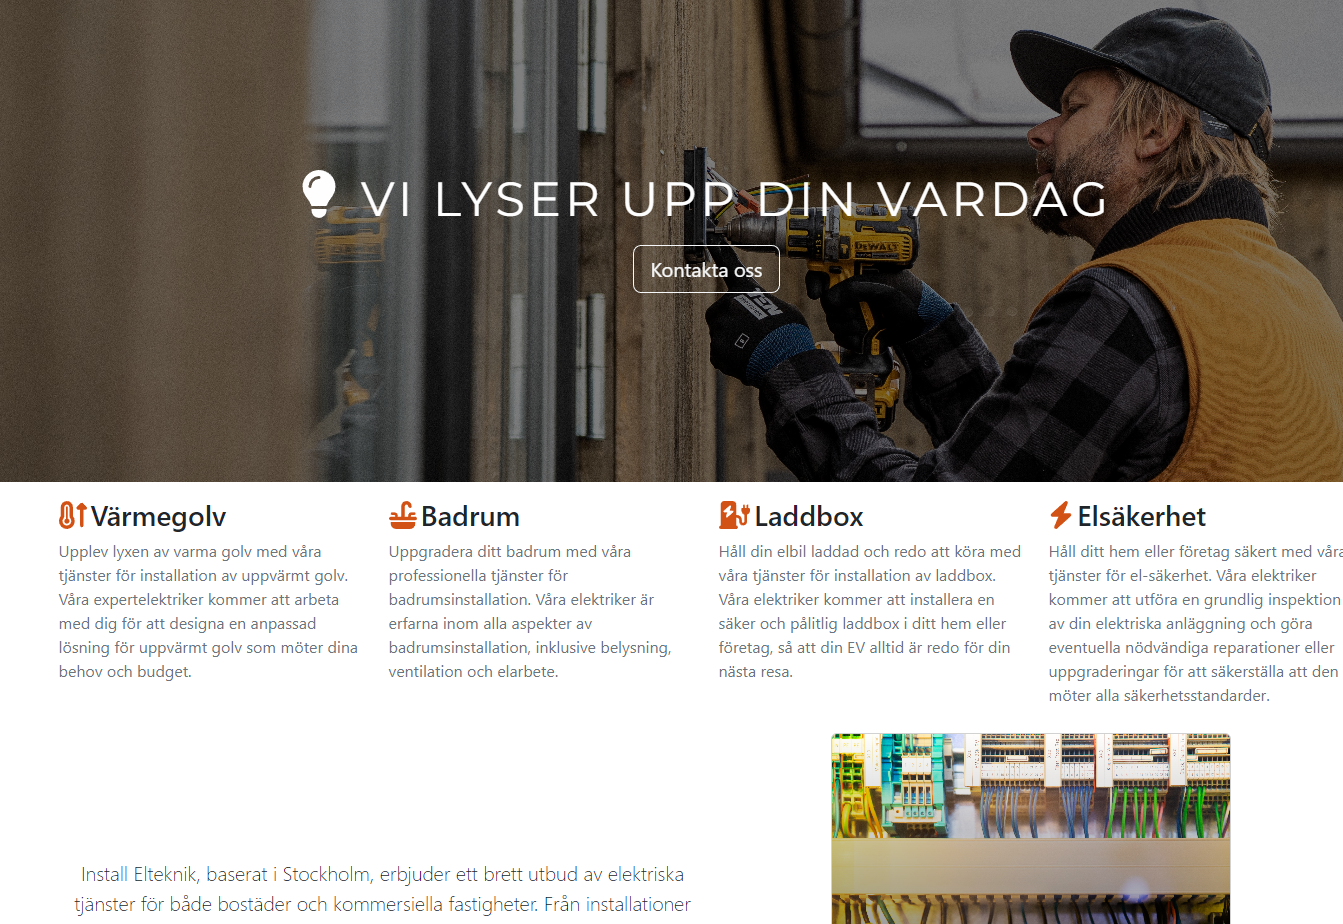 VI LYSER UPP DIN VARDAG
DEWALT
Kontakta oss
Värmegolv
Upplev lyxen av varma golv med våra
tjänster för installation av uppvärmt golv.
Våra expertelektriker kommer att arbeta
med dig för att designa en anpassad
lösning för uppvärmt golv som möter dina
behov och budget.
Badrum
Uppgradera ditt badrum med våra
professionella tjänster för
badrumsinstallation. Våra elektriker är
erfarna inom alla aspekter av
badrumsinstallation, inklusive belysning,
ventilation och elarbete.
Laddbox
Håll din elbil laddad och redo att köra med
våra tjänster för installation av laddbox.
Våra elektriker kommer att installera en
säker och pålitlig laddbox i ditt hem eller
företag, så att din EV alltid är redo för din
nästa resa.
Elsäkerhet
Håll ditt hem eller företag säkert med våra
tjänster för el-säkerhet. Våra elektriker
kommer att utföra en grundlig inspektion
av din elektriska anläggning och göra
eventuella nödvändiga reparationer eller
uppgraderingar för att säkerställa att den
möter alla säkerhetsstandarder.
Install Elteknik, baserat i Stockholm, erbjuder ett brett utbud av elektriska
tjänster för både bostäder och kommersiella fastigheter. Från installationer